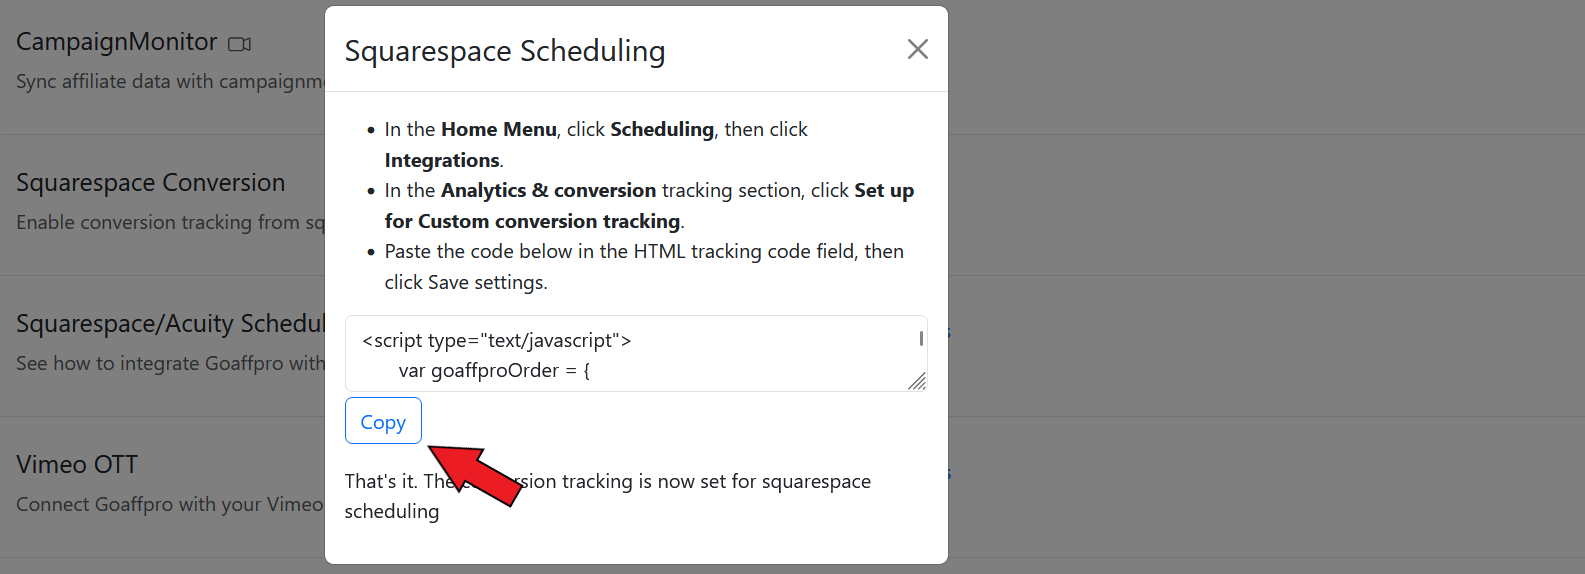 CampaignMonitor
Sync affiliate data with campaignm
Squarespace Conversion
Enable conversion tracking from sq
Squarespace/Acuity Schedul
See how to integrate Goaffpro with
Vimeo OTT
Connect Goaffpro with your Vimeo
Squarespace Scheduling
• In the Home Menu, click Scheduling, then click
Integrations.
• In the Analytics & conversion tracking section, click Set up
for Custom conversion tracking.
• Paste the code below in the HTML tracking code field, then
click Save settings.
<script type="text/javascript">
var goaffproOrder = {
Copy
That's it. The conversion tracking is now set for squarespace
scheduling
s
s